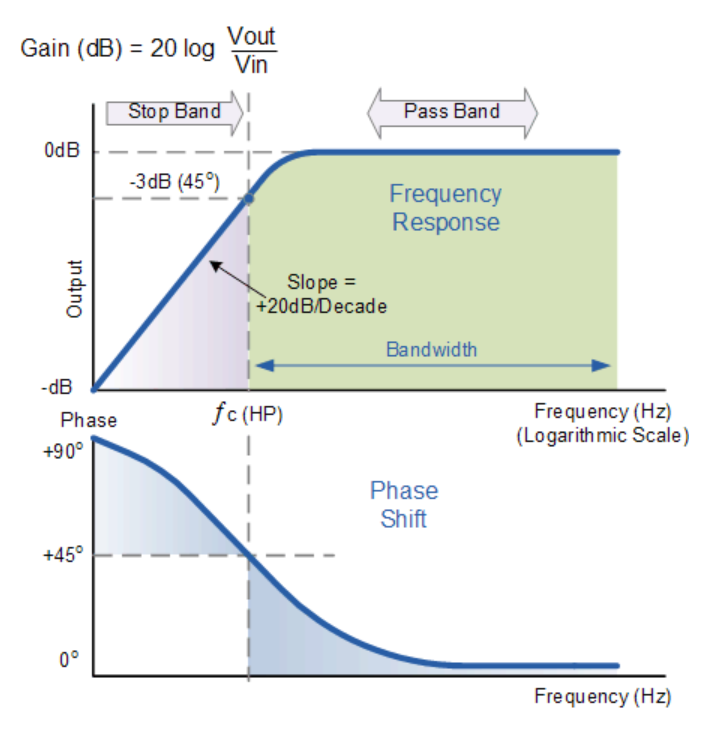 Gain (dB) = 20 log Vout
Vin
Stop Band
Pass Band
0dB
-3dB (45°)
Frequency
Response
Output
Slope =
+20dB/Decade
Bandwidth
-dB
Phase
ƒc (HP)
Frequency (Hz)
(Logarithmic Scale)
+90°
Phase
Shift
+45°
0°
Frequency (Hz)